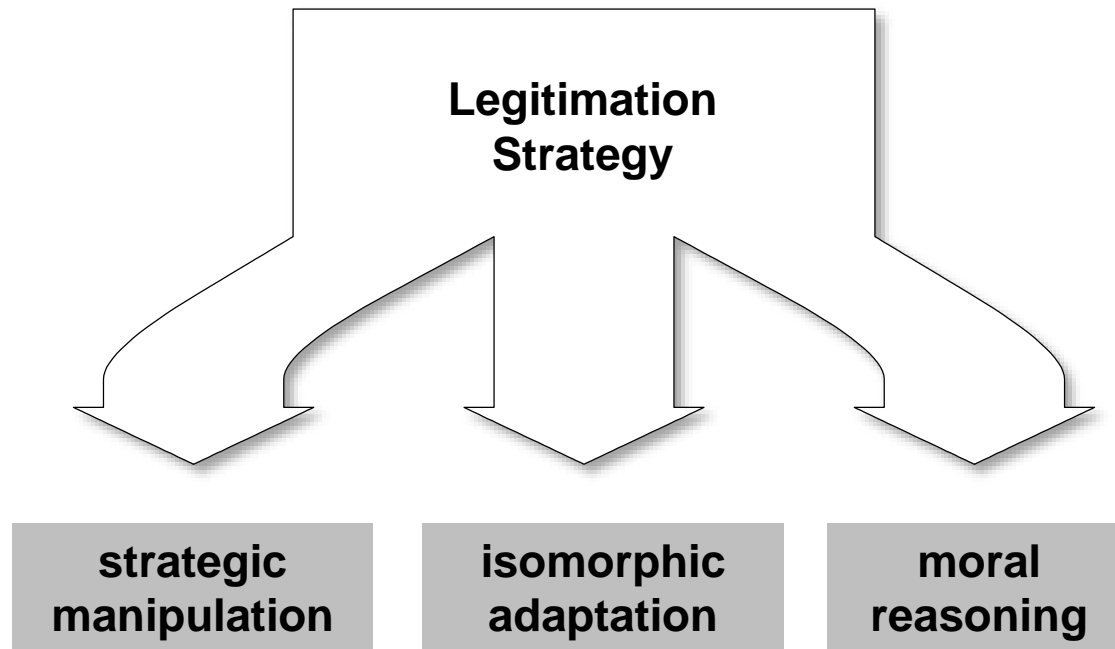 Legitimation
Strategy
strategic
manipulation
isomorphic
adaptation
moral
reasoning